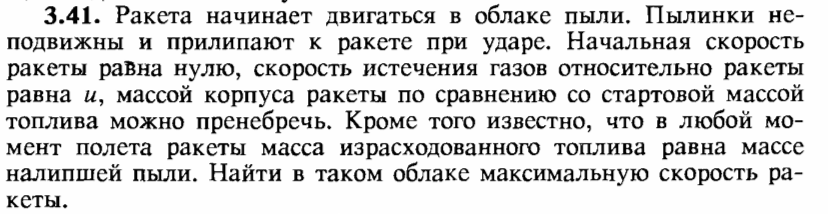 3.41. Ракета начинает двигаться в облаке пыли. Пылинки не-
подвижны и прилипают к ракете при ударе. Начальная скорость
ракеты равна нулю, скорость истечения газов относительно ракеты
равна u, массой корпуса ракеты по сравнению со стартовой массой
топлива можно пренебречь. Кроме того известно, что в любой мо-
мент полета ракеты масса израсходованного топлива равна массе
налипшей пыли. Найти в таком облаке максимальную скорость ра-
кеты.